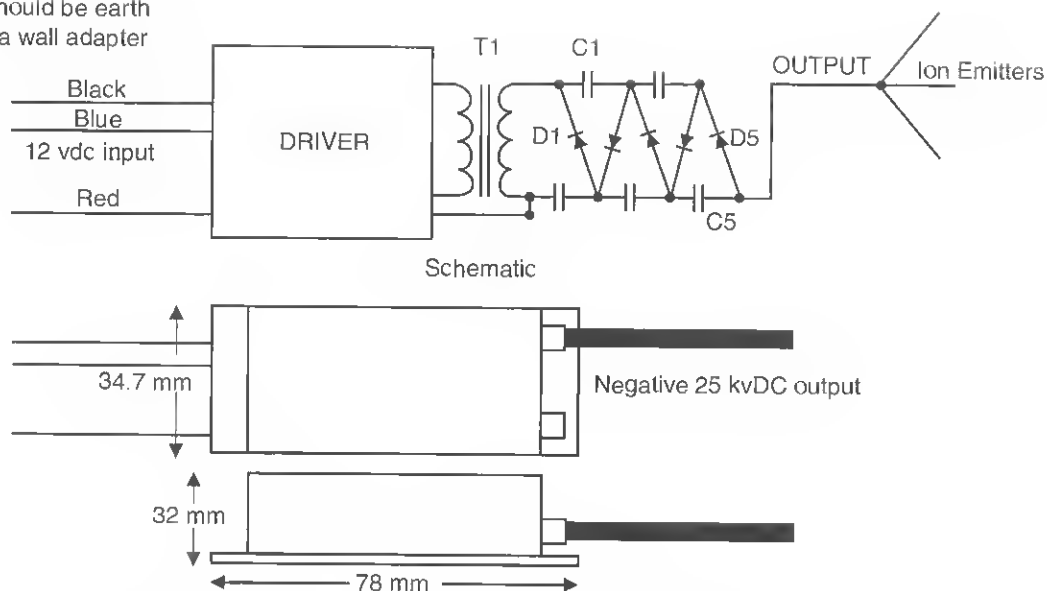 should be earth
a wall adapter
T1
C1
OUTPUT
Ion Emitters
Black
Blue
12 vdc input
DRIVER
D1
D5
Red
C5
Schematic
34.7 mm
Negative 25 kvDC output
32 mm
78 mm